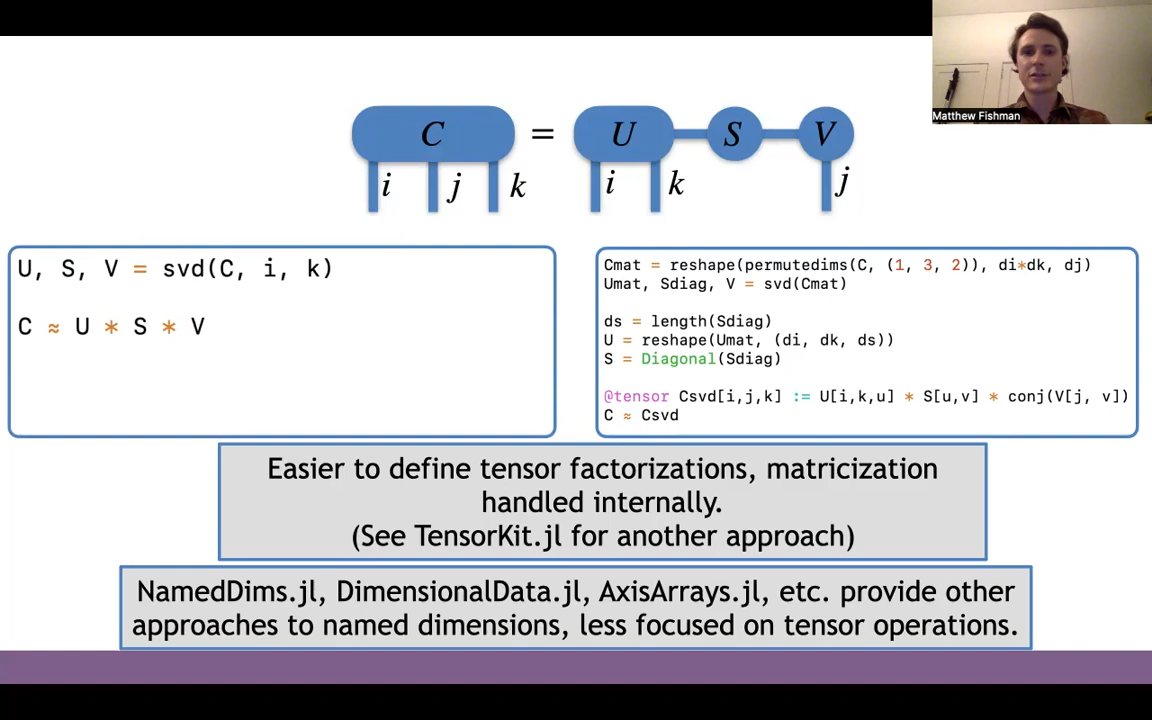 Matthew Fishman
C = U S V
i j k i k j
U, S, V = svd(C, i, k)
C ≈ U * S * V
Cmat = reshape(permutedims(C, (1, 3, 2)), di*dk, dj)
Umat, Sdiag, V = svd(Cmat)
ds = length(Sdiag)
U = reshape(Umat, (di, dk, ds))
S = Diagonal(Sdiag)
@tensor Csvd[i,j,k] := U[i,k,u] * S[u,v] * conj(V[j, v])
C ≈ Csvd
Easier to define tensor factorizations, matricization
handled internally.
(See TensorKit.jl for another approach)
NamedDims.jl, DimensionalData.jl, AxisArrays.jl, etc. provide other
approaches to named dimensions, less focused on tensor operations.